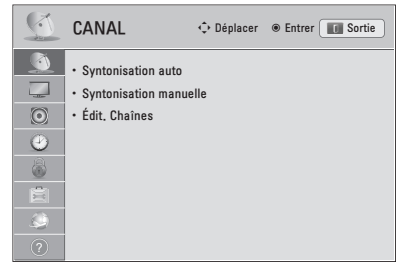 CANAL
Déplacer Entrer Sortie
• Syntonisation auto
• Syntonisation manuelle
• Édit. Chaînes
?